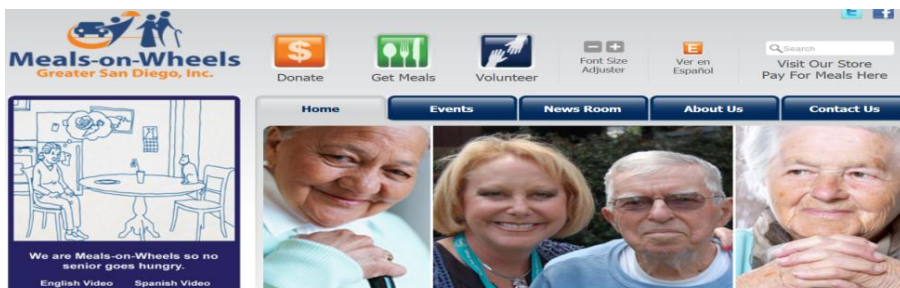 Meals-on-Wheels
Greater San Diego, Inc.
$
Donate
Get Meals
Volunteer
Font Size
Adjuster
E
Ver en
Español
Search
Visit Our Store
Pay For Meals Here
Home
Events
News Room
About Us
Contact Us
We are Meals-on-Wheels so no
senior goes hungry.
English Video
Spanish Video